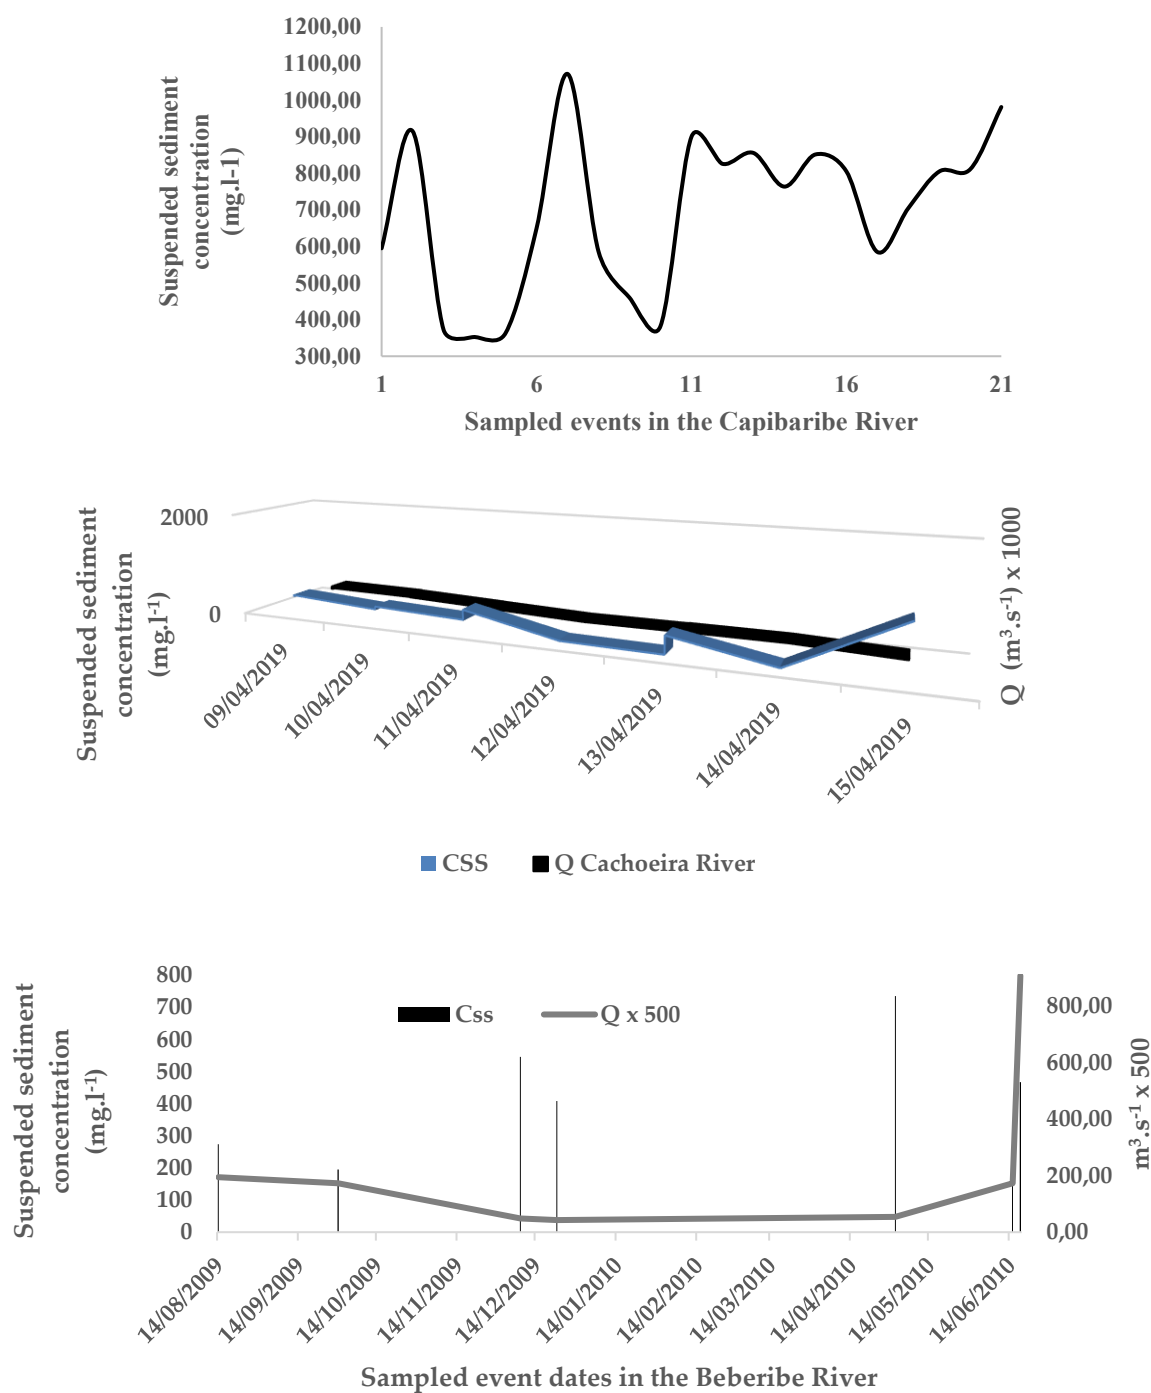 Suspended sediment
concentration
(mg.l-1)
1200,00
1100,00
1000,00
900,00
800,00
700,00
600,00
500,00
400,00
300,00
1 6 11 16 21
Sampled events in the Capibaribe River
Suspended sediment
concentration
(mg.l-1)
2000
0
Q (m³.s-1) x 1000
09/04/2019
10/04/2019
11/04/2019
12/04/2019
13/04/2019
14/04/2019
15/04/2019
CSS Q Cachoeira River
Suspended sediment
concentration
(mg.l-1)
800
700
600
500
400
300
200
100
0
Css Q x 500
800,00
600,00
400,00
200,00
0,00
m³.s-1 x 500
14/08/2009
14/09/2009
14/10/2009
14/11/2009
14/12/2009
14/01/2010
14/02/2010
14/03/2010
14/04/2010
14/05/2010
14/06/2010
Sampled event dates in the Beberibe River